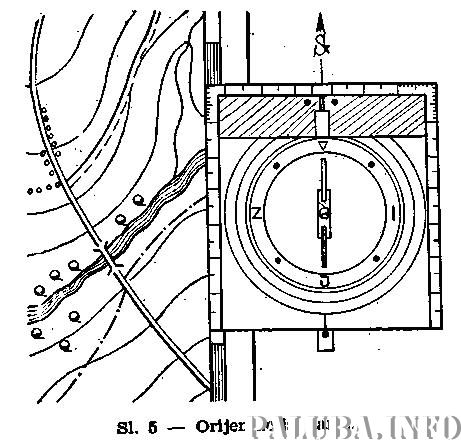 S
Z
I
J
Sl. 5 — Orijer
PALUBA.INFO